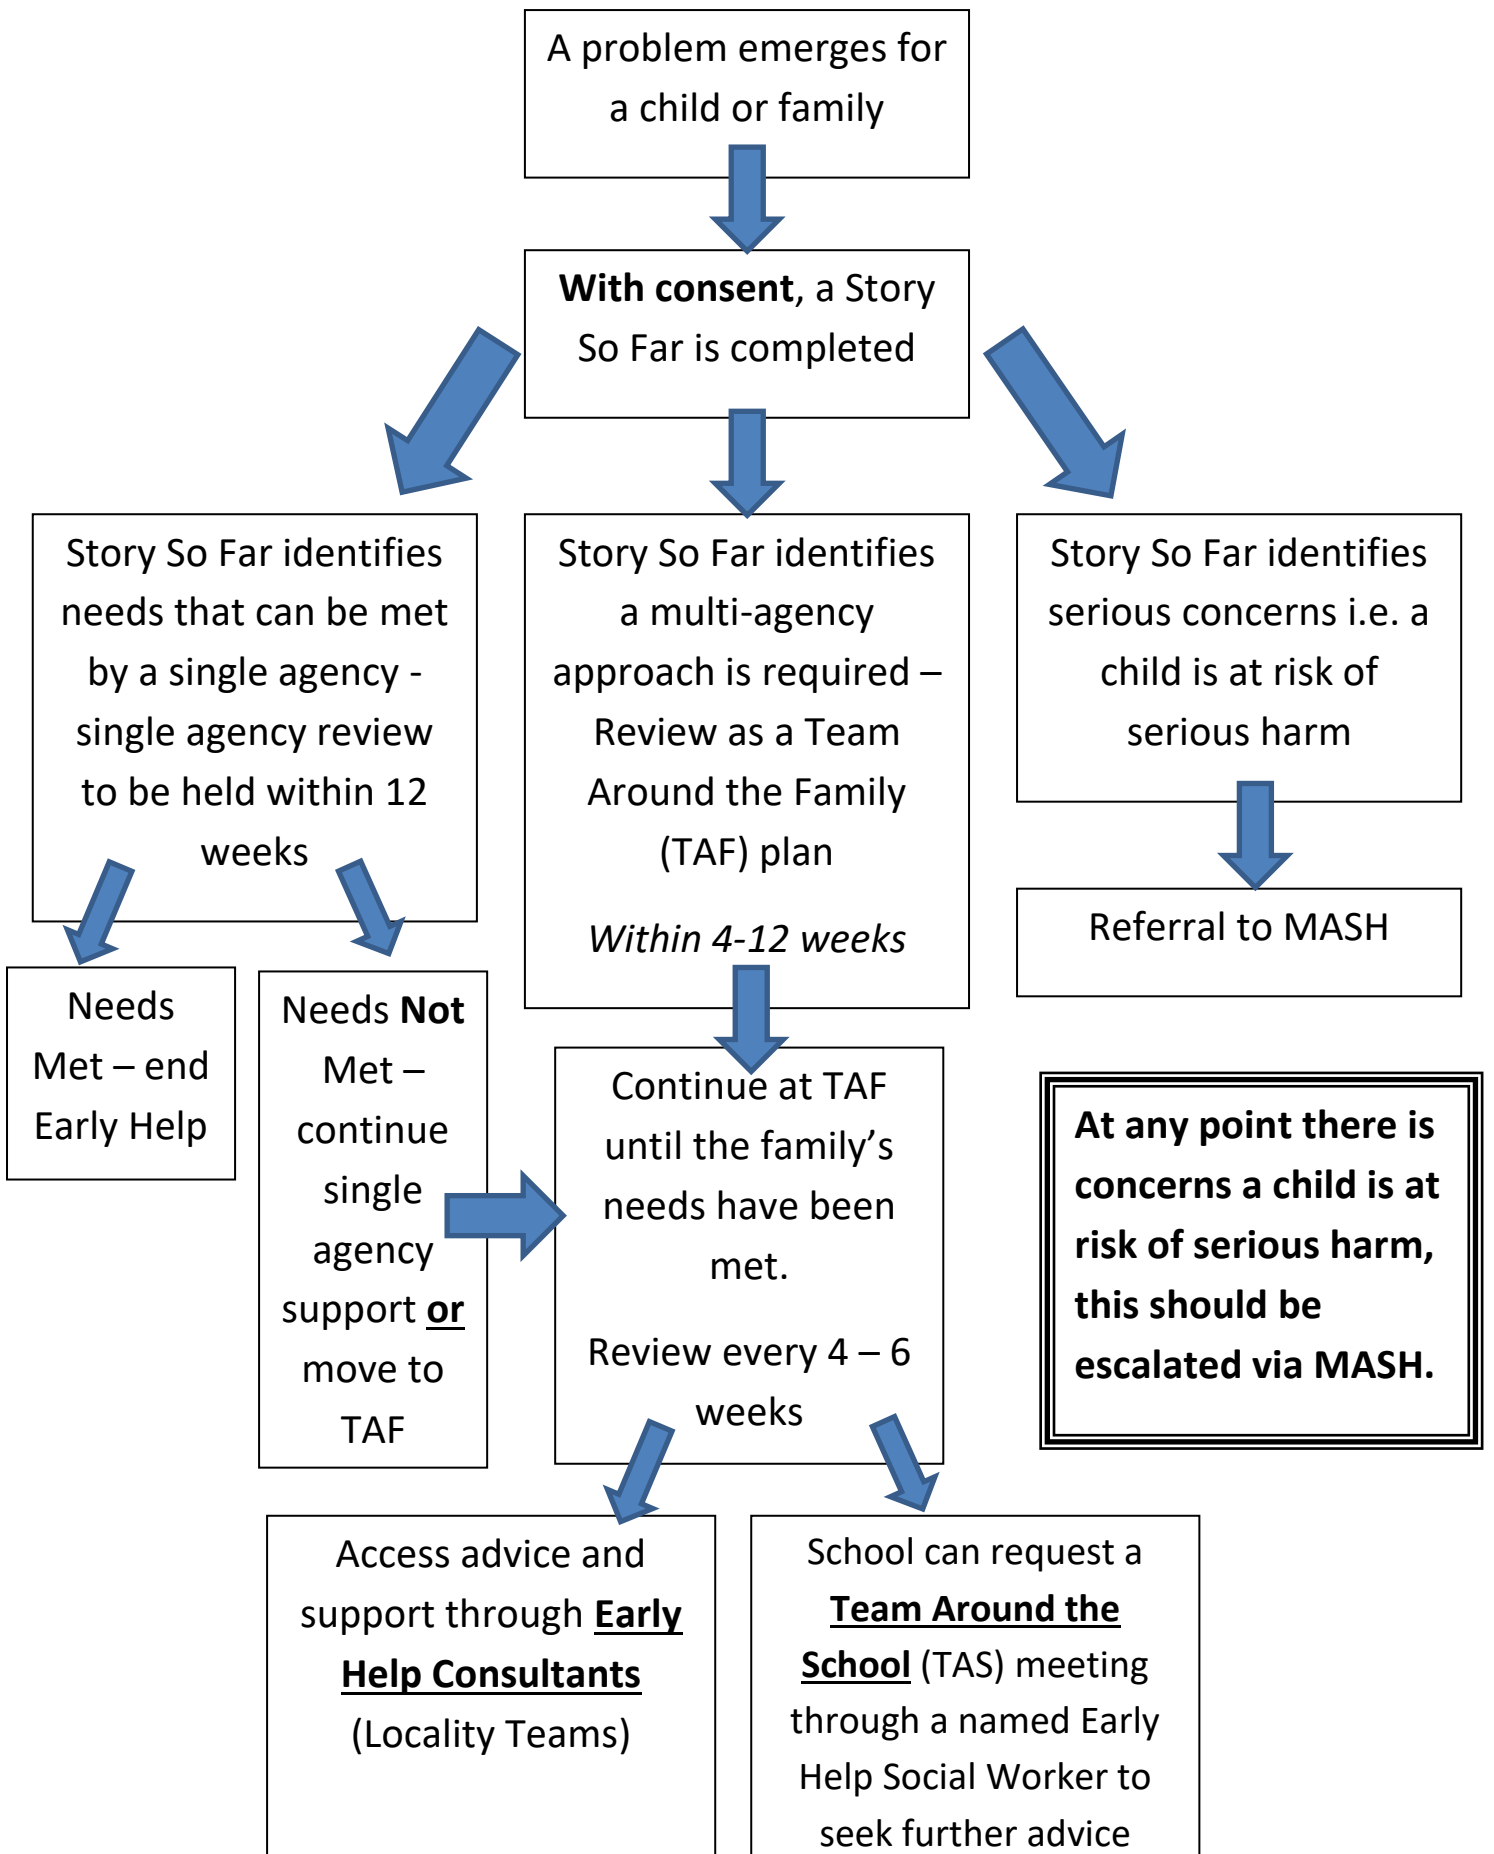 A problem emerges for
a child or family
With consent, a Story
So Far is completed
Story So Far identifies
needs that can be met
by a single agency -
single agency review
to be held within 12
weeks
Story So Far identifies
a multi-agency
approach is required –
Review as a Team
Around the Family
(TAF) plan
Within 4-12 weeks
Story So Far identifies
serious concerns i.e. a
child is at risk of
serious harm
Referral to MASH
Needs
Met – end
Early Help
Needs Not
Met –
continue
single
agency
support or
move to
TAF
Continue at TAF
until the family’s
needs have been
met.
Review every 4 – 6
weeks
At any point there is
concerns a child is at
risk of serious harm,
this should be
escalated via MASH.
Access advice and
support through Early
Help Consultants
(Locality Teams)
School can request a
Team Around the
School (TAS) meeting
through a named Early
Help Social Worker to
seek further advice